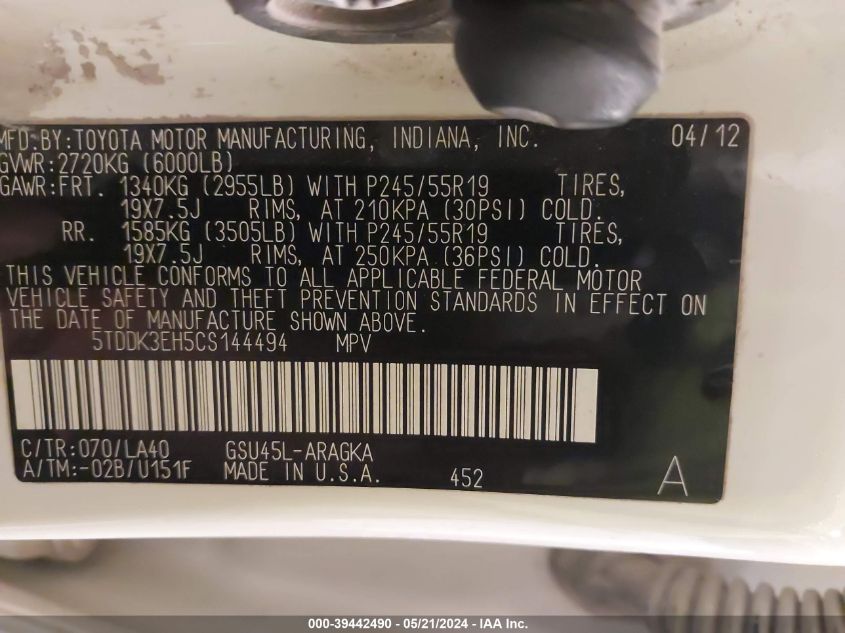 MFD.BY:TOYOTA MOTOR MANUFACTURING, INDIANA, INC. 04/12
GVWR:2720KG (6000LB)
GAWR:FRT. 1340KG (2955LB) WITH P245/55R19 TIRES,
19X7.5J RIMS, AT 210KPA (30PSI) COLD.
RR. 1585KG (3505LB) WITH P245/55R19 TIRES,
19X7.5J RIMS, AT 250KPA (36PSI) COLD.
THIS VEHICLE CONFORMS TO ALL APPLICABLE FEDERAL MOTOR
VEHICLE SAFETY AND THEFT PREVENTION STANDARDS IN EFFECT ON
THE DATE OF MANUFACTURE SHOWN ABOVE.
5TDDK3EH5CS144494 MPV
C/TR:070/LA40 GSU45L-ARAGKA
A/TM:-02B/U151F MADE IN U.S.A. 452 A
000-39442490 - 05/21/2024 - IAA Inc.